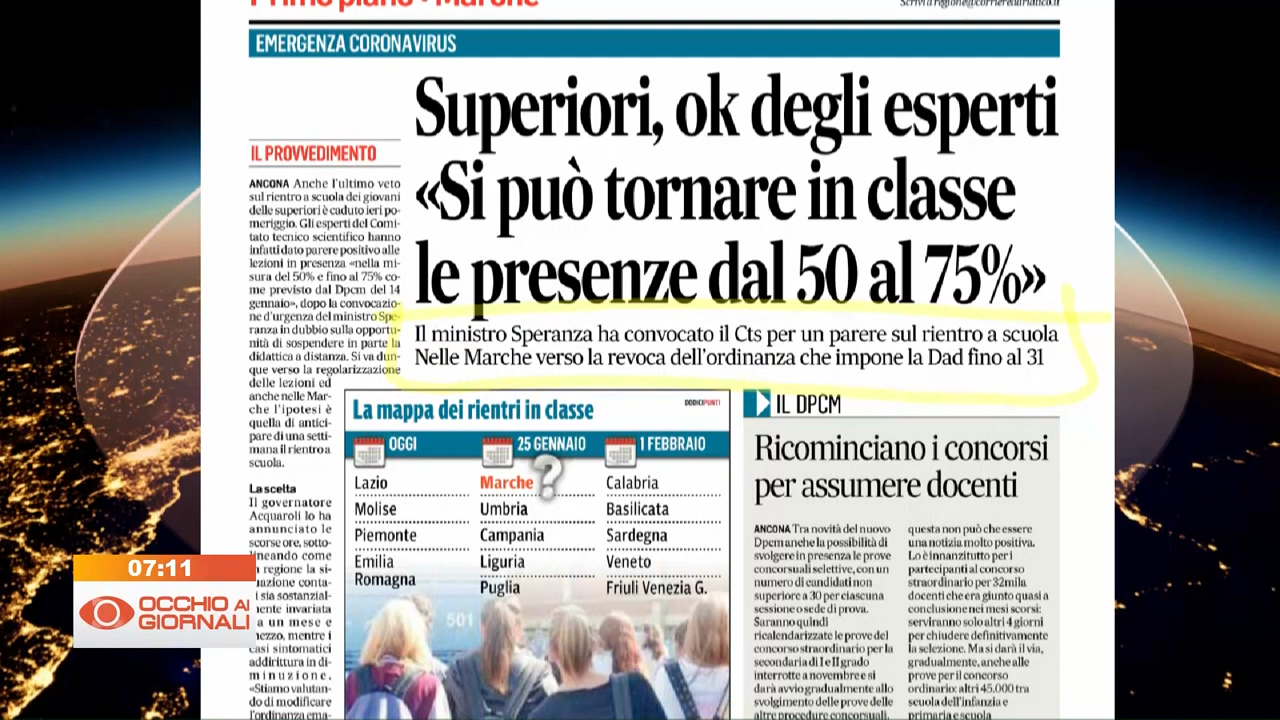 Primo piano • Marche
Scrivi a regione@corriereadriatico.it
EMERGENZA CORONAVIRUS
Superiori, ok degli esperti
«Si può tornare in classe
le presenze dal 50 al 75%»
Il ministro Speranza ha convocato il Cts per un parere sul rientro a scuola
Nelle Marche verso la revoca dell'ordinanza che impone la Dad fino al 31
IL PROVVEDIMENTO
ANCONA Anche l'ultimo veto
sul rientro a scuola dei giovani
delle superiori è caduto ieri po-
meriggio. Gli esperti del Comi-
tato tecnico scientifico hanno
infatti dato parere positivo alle
lezioni in presenza «nella mi-
sura del 50% e fino al 75% co-
me previsto dal Dpcm del 14
gennaio», dopo la convocazio-
ne d'urgenza del ministro Spe-
ranza in dubbio sulla opportu-
nità di sospendere in parte la
didattica a distanza. Si va dun-
que verso la regolarizzazione
delle lezioni ed
anche nelle Mar-
che l'ipotesi è
quella di antici-
pare di una setti-
mana il rientro a
scuola.
La scelta
Il governatore
Acquaroli lo ha
annunciato le
scorse ore, sotto-
lineando come
n regione la si-
uazione conta-
i sia sostanzial-
nente invariata
a un mese e
nezzo, mentre i
casi sintomatici
addirittura in di-
minuzione.
«Stiamo valutan-
do di modificare
l'ordinanza ema-
La mappa dei rientri in classe
DODICIPUNTI
OGGI
Lazio
Molise
Piemonte
Emilia
Romagna
25 GENNAIO
Marche ?
Umbria
Campania
Liguria
Puglia
1 FEBBRAIO
Calabria
Basilicata
Sardegna
Veneto
Friuli Venezia G.
501
IL DPCM
Ricominciano i concorsi
per assumere docenti
ANCONA Tra novità del nuovo
Dpcm anche la possibilità di
svolgere in presenza le prove
concorsuali selettive, con un
numero di candidati non
superiore a 30 per ciascuna
sessione o sede di prova.
Saranno quindi
ricalendarizzate le prove del
concorso straordinario per la
secondaria di I e II grado
interrotte a novembre e si
darà avvio gradualmente allo
svolgimento delle prove delle
altre procedure concorsuali.
questa non può che essere
una notizia molto positiva.
Lo è innanzitutto per i
partecipanti al concorso
straordinario per 32mila
docenti che era giunto quasi a
conclusione nei mesi scorsi:
serviranno solo altri 4 giorni
per chiudere definitivamente
la selezione. Ma si darà il via,
gradualmente, anche alle
prove per il concorso
ordinario: altri 45.000 tra
scuola dell'infanzia e
primaria e scuola
07:11
OCCHIO AI
GIORNALI